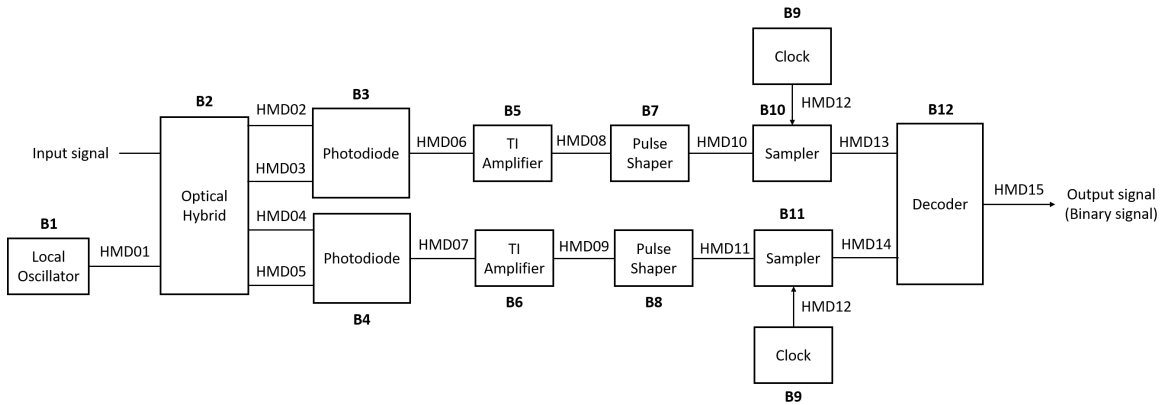 B9
Clock
HMD12
B2
HMD02
B3
B5
B7
B10
B12
Input signal
HMD03
Photodiode
HMD06
TI
Amplifier
HMD08
Pulse
Shaper
HMD10
Sampler
HMD13
Optical
Hybrid
Decoder
HMD15
Output signal
(Binary signal)
B1
Local
Oscillator
HMD01
HMD04
HMD05
Photodiode
HMD07
TI
Amplifier
HMD09
Pulse
Shaper
HMD11
B11
Sampler
HMD14
B4
B6
B8
HMD12
Clock
B9